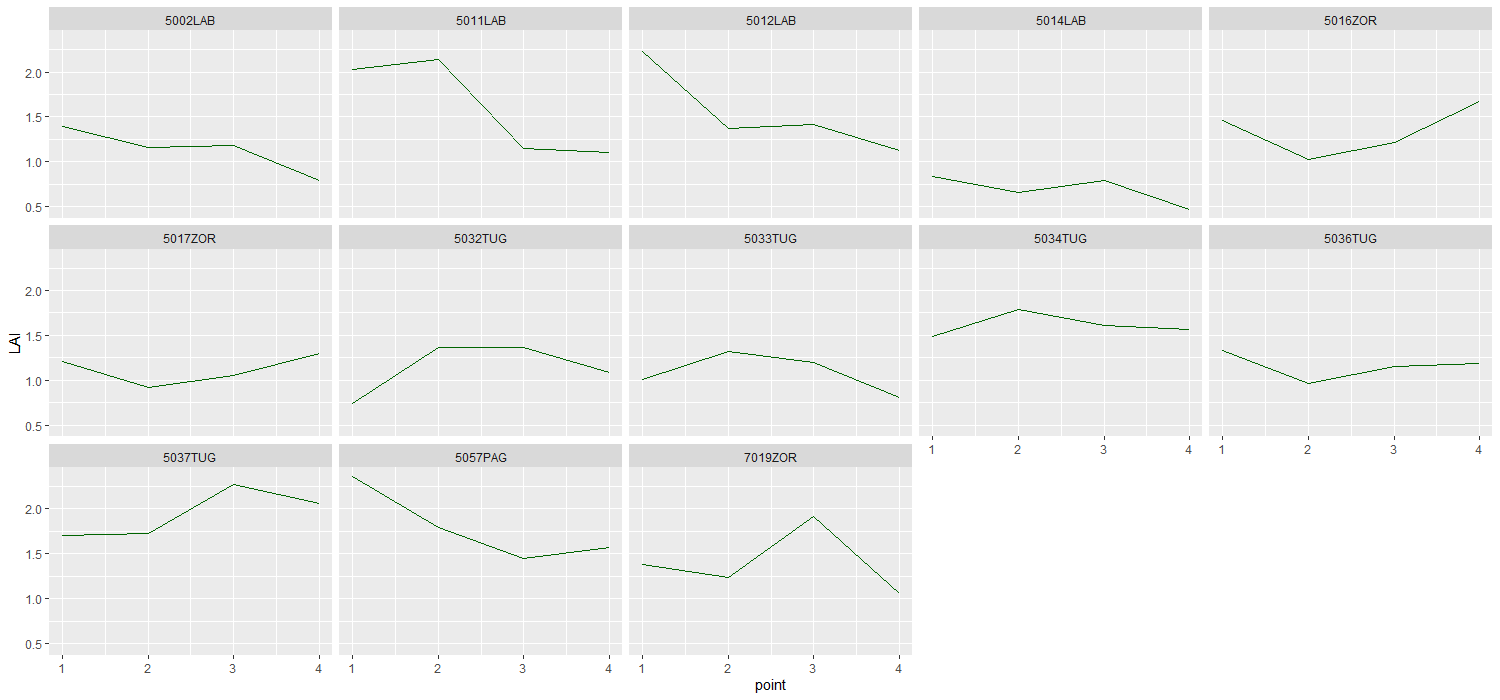 5002LAB 5011LAB 5012LAB 5014LAB 5016ZOR
2.0
1.5
1.0
0.5
5017ZOR 5032TUG 5033TUG 5034TUG 5036TUG
2.0
1.5
1.0
0.5
LAI
1 2 3 4 1 2 3 4
5037TUG 5057PAG 7019ZOR
2.0
1.5
1.0
0.5
1 2 3 4 1 2 3 4 1 2 3 4
point